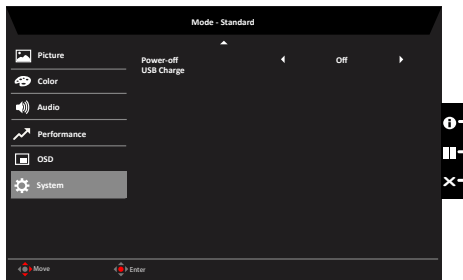 Mode - Standard
Picture
Power-off
USB Charge
Off
Color
Audio
Performance
OSD
System
Move
Enter